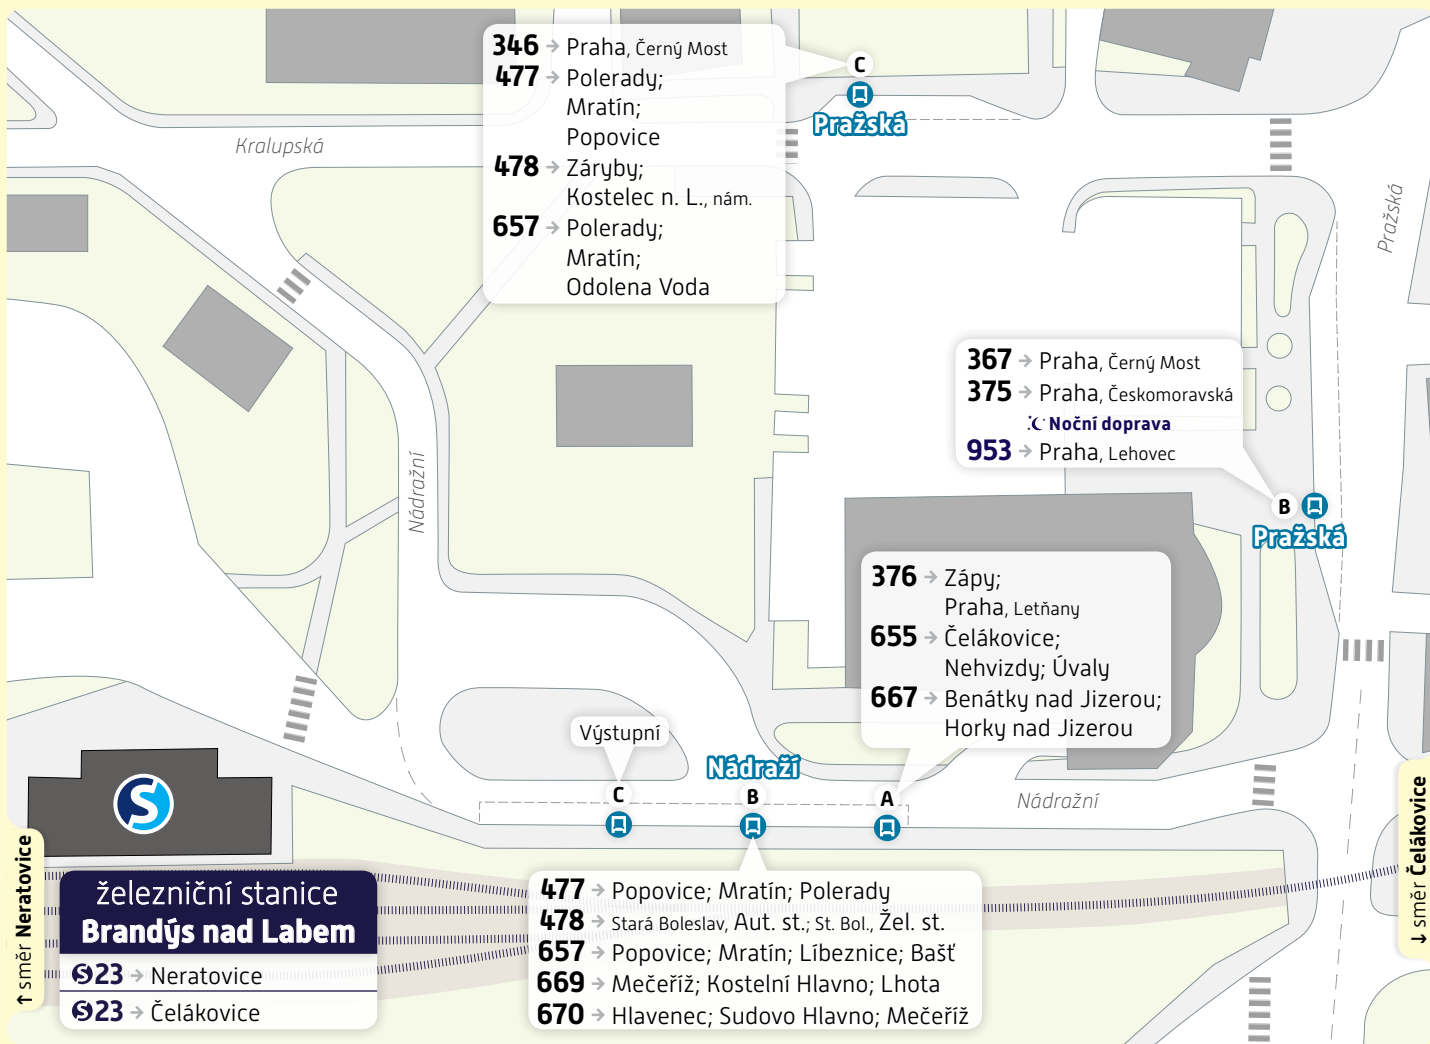 346 → Praha, Černý Most
477 → Polerady;
Mratín;
Popovice
478 → Záryby;
Kostelec n. L., nám.
657 → Polerady;
Mratín;
Odolena Voda
C
Pražská
Kralupská
Pražská
367 → Praha, Černý Most
375 → Praha, Českomoravská
Noční doprava
953 → Praha, Lehovec
B
Pražská
Nádražní
376 → Zápy;
Praha, Letňany
655 → Čelákovice;
Nehvizdy; Úvaly
667 → Benátky nad Jizerou;
Horky nad Jizerou
Výstupní
Nádraží
C
B
A
Nádražní
S
↑ směr Neratovice
↓ směr Čelákovice
železniční stanice
Brandýs nad Labem
S23 → Neratovice
S23 → Čelákovice
477 → Popovice; Mratín; Polerady
478 → Stará Boleslav, Aut. st.; St. Bol., Žel. st.
657 → Popovice; Mratín; Líbeznice; Bašť
669 → Mečeříž; Kostelní Hlavno; Lhota
670 → Hlavenec; Sudovo Hlavno; Mečeříž